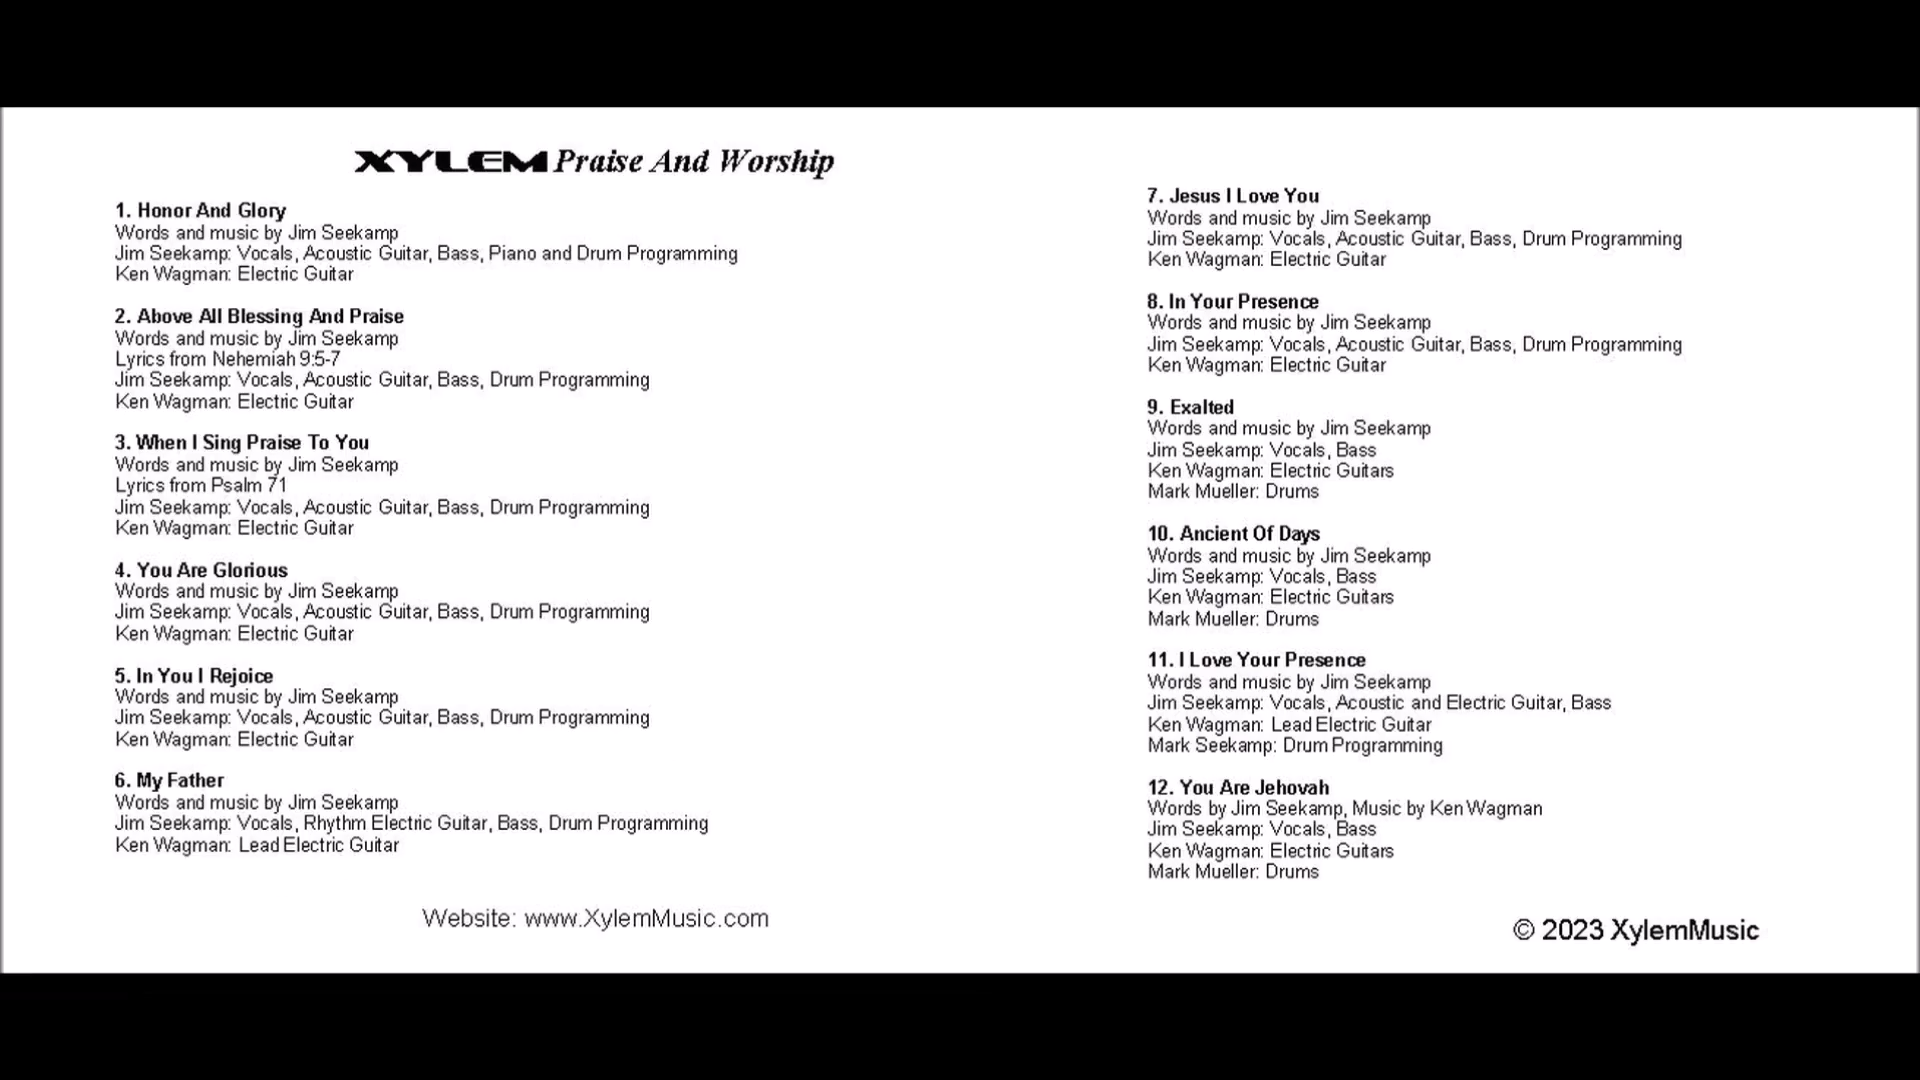 XYLEM Praise And Worship
1. Honor And Glory
Words and music by Jim Seekamp
Jim Seekamp: Vocals, Acoustic Guitar, Bass, Piano and Drum Programming
Ken Wagman: Electric Guitar
2. Above All Blessing And Praise
Words and music by Jim Seekamp
Lyrics from Nehemiah 9:5-7
Jim Seekamp: Vocals, Acoustic Guitar, Bass, Drum Programming
Ken Wagman: Electric Guitar
3. When I Sing Praise To You
Words and music by Jim Seekamp
Lyrics from Psalm 71
Jim Seekamp: Vocals, Acoustic Guitar, Bass, Drum Programming
Ken Wagman: Electric Guitar
4. You Are Glorious
Words and music by Jim Seekamp
Jim Seekamp: Vocals, Acoustic Guitar, Bass, Drum Programming
Ken Wagman: Electric Guitar
5. In You I Rejoice
Words and music by Jim Seekamp
Jim Seekamp: Vocals, Acoustic Guitar, Bass, Drum Programming
Ken Wagman: Electric Guitar
6. My Father
Words and music by Jim Seekamp
Jim Seekamp: Vocals, Rhythm Electric Guitar, Bass, Drum Programming
Ken Wagman: Lead Electric Guitar
Website: www.XylemMusic.com
7. Jesus I Love You
Words and music by Jim Seekamp
Jim Seekamp: Vocals, Acoustic Guitar, Bass, Drum Programming
Ken Wagman: Electric Guitar
8. In Your Presence
Words and music by Jim Seekamp
Jim Seekamp: Vocals, Acoustic Guitar, Bass, Drum Programming
Ken Wagman: Electric Guitar
9. Exalted
Words and music by Jim Seekamp
Jim Seekamp: Vocals, Bass
Ken Wagman: Electric Guitars
Mark Mueller: Drums
10. Ancient Of Days
Words and music by Jim Seekamp
Jim Seekamp: Vocals, Bass
Ken Wagman: Electric Guitars
Mark Mueller: Drums
11. I Love Your Presence
Words and music by Jim Seekamp
Jim Seekamp: Vocals, Acoustic and Electric Guitar, Bass
Ken Wagman: Lead Electric Guitar
Mark Seekamp: Drum Programming
12. You Are Jehovah
Words by Jim Seekamp, Music by Ken Wagman
Jim Seekamp: Vocals, Bass
Ken Wagman: Electric Guitars
Mark Mueller: Drums
© 2023 XylemMusic